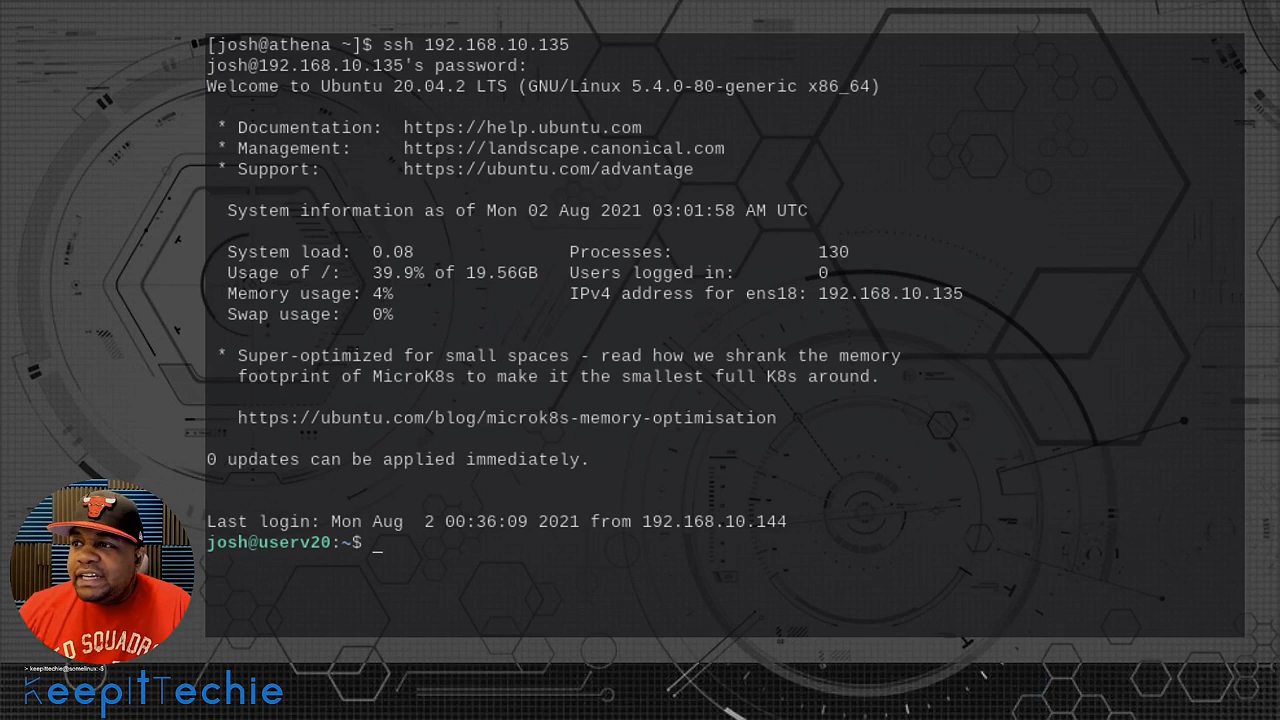 [josh@athena ~]$ ssh 192.168.10.135
josh@192.168.10.135's password:
Welcome to Ubuntu 20.04.2 LTS (GNU/Linux 5.4.0-80-generic x86_64)
* Documentation:  https://help.ubuntu.com
* Management:     https://landscape.canonical.com
* Support:        https://ubuntu.com/advantage
System information as of Mon 02 Aug 2021 03:01:58 AM UTC
System load:  0.08               Processes:              130
Usage of /:   39.9% of 19.56GB   Users logged in:        0
Memory usage: 4%                 IPv4 address for ens18: 192.168.10.135
Swap usage:   0%
* Super-optimized for small spaces - read how we shrank the memory
footprint of MicroK8s to make it the smallest full K8s around.
https://ubuntu.com/blog/microk8s-memory-optimisation
0 updates can be applied immediately.
Last login: Mon Aug  2 00:36:09 2021 from 192.168.10.144
josh@userv20:~$ _
SQUADRO
> keepittechie@somelinux:-$
KeepItTechie